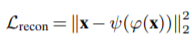 ℒ_recon = ‖x − ψ(φ(x))‖₂²